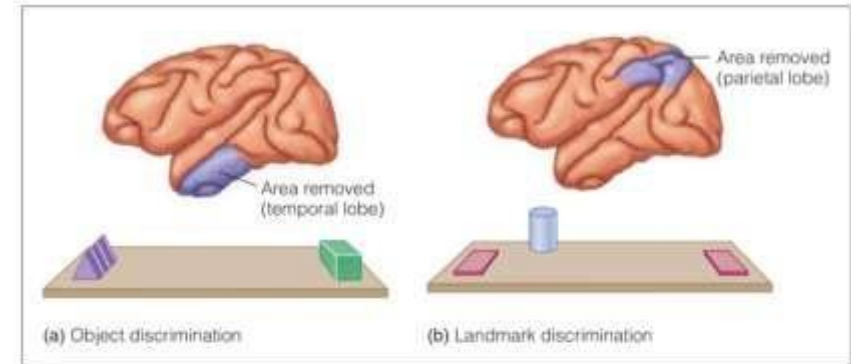 Area removed
(temporal lobe)
(a) Object discrimination
Area removed
(parietal lobe)
(b) Landmark discrimination